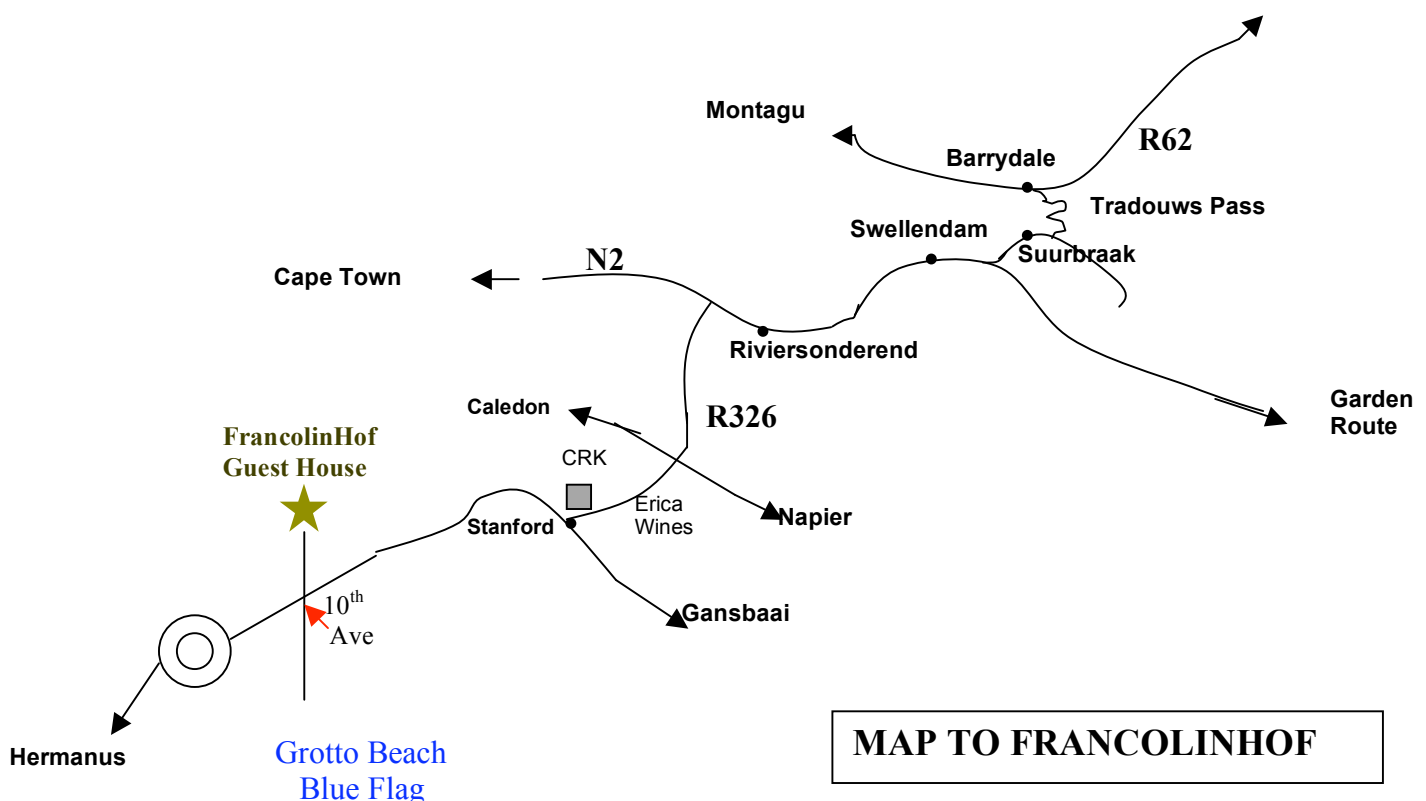 Montagu
R62
Barrydale
Tradouws Pass
Swellendam
Suurbraak
N2
Cape Town
Riviersonderend
Garden
Route
Caledon
R326
FrancolinHof
Guest House
CRK
Erica
Wines
Stanford
Napier
10th
Ave
Gansbaai
Hermanus
Grotto Beach
Blue Flag
MAP TO FRANCOLINHOF